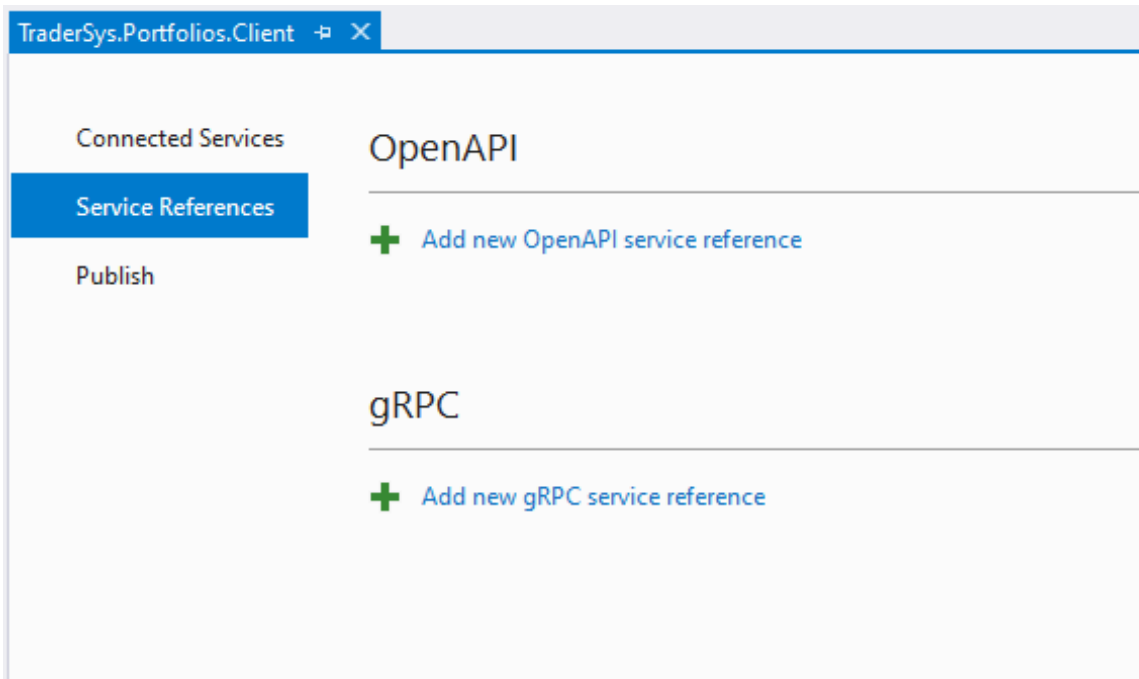 TraderSys.Portfolios.Client
Connected Services
Service References
Publish
OpenAPI
Add new OpenAPI service reference
gRPC
Add new gRPC service reference